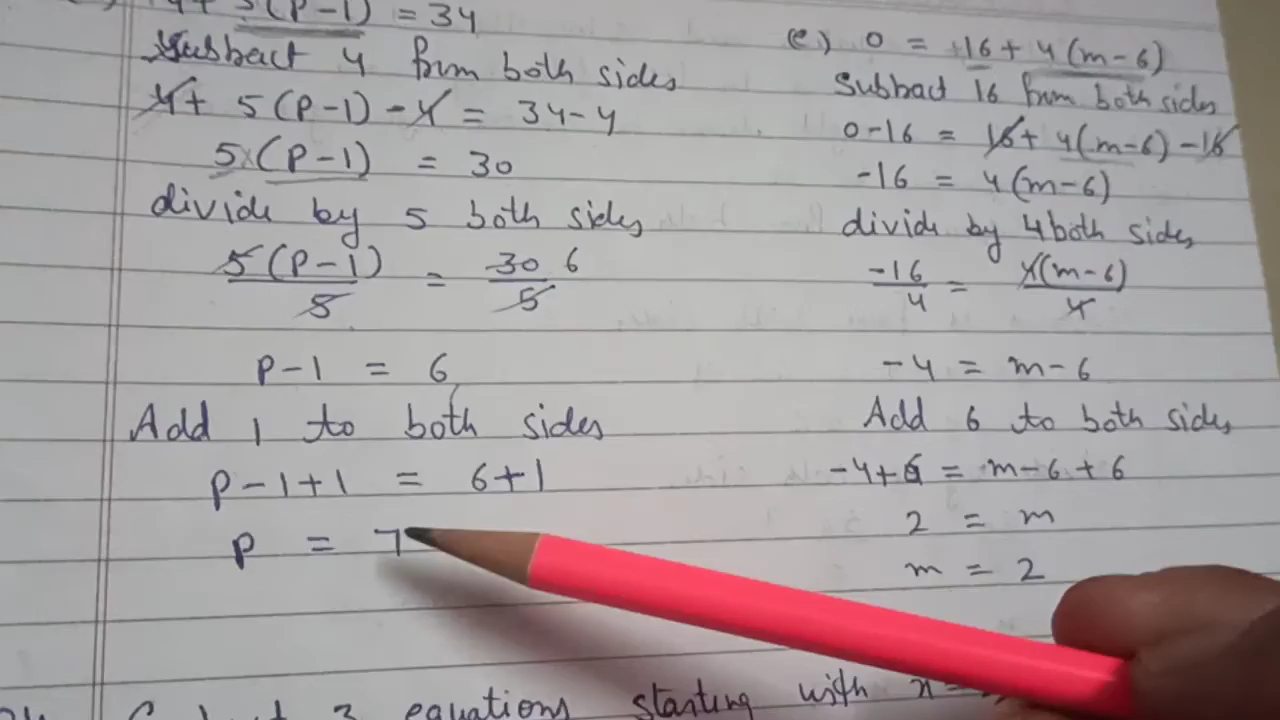 4 + 5(P-1) = 34
Subtract 4 from both sides
4+ 5(P-1) -4 = 34-4
5×(P-1) = 30
divide by 5 both sides
5(P-1)/5 = 30/5 6
P-1 = 6
Add 1 to both sides
P-1+1 = 6+1
P = 7
(e.) 0 = +16 + 4(m-6)
Subtract 16 from both sides
0-16 = 16+ 4(m-6) -16
-16 = 4(m-6)
divide by 4 both sides
-16/4 = 4(m-6)/4
-4 = m-6
Add 6 to both sides
-4+6 = m-6+6
2 = m
m = 2
3 equations starting with x =